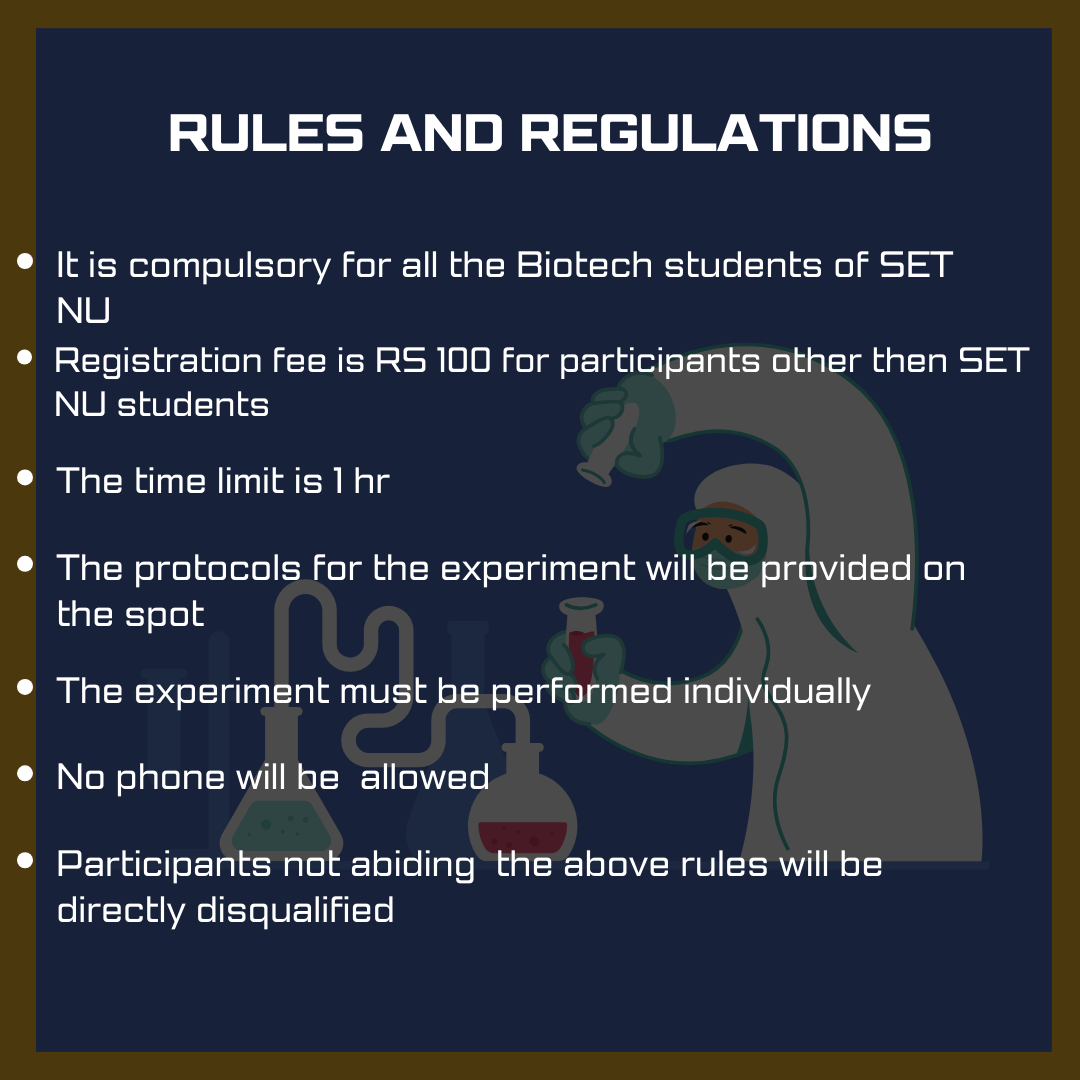 RULES AND REGULATIONS
• It is compulsory for all the Biotech students of SET
NU
• Registration fee is RS 100 for participants other then SET
NU students
• The time limit is 1 hr
• The protocols for the experiment will be provided on
the spot
• The experiment must be performed individually
• No phone will be  allowed
• Participants not abiding  the above rules will be
directly disqualified